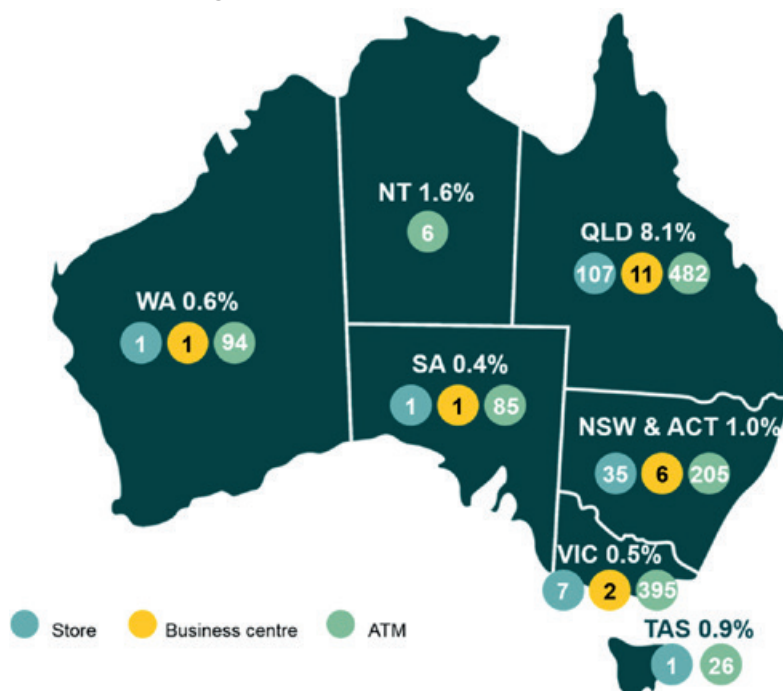 NT 1.6%
6
QLD 8.1%
107 11 482
WA 0.6%
1 1 94
SA 0.4%
1 1 85
NSW & ACT 1.0%
35 6 205
VIC 0.5%
7 2 395
Store Business centre ATM
TAS 0.9%
1 26